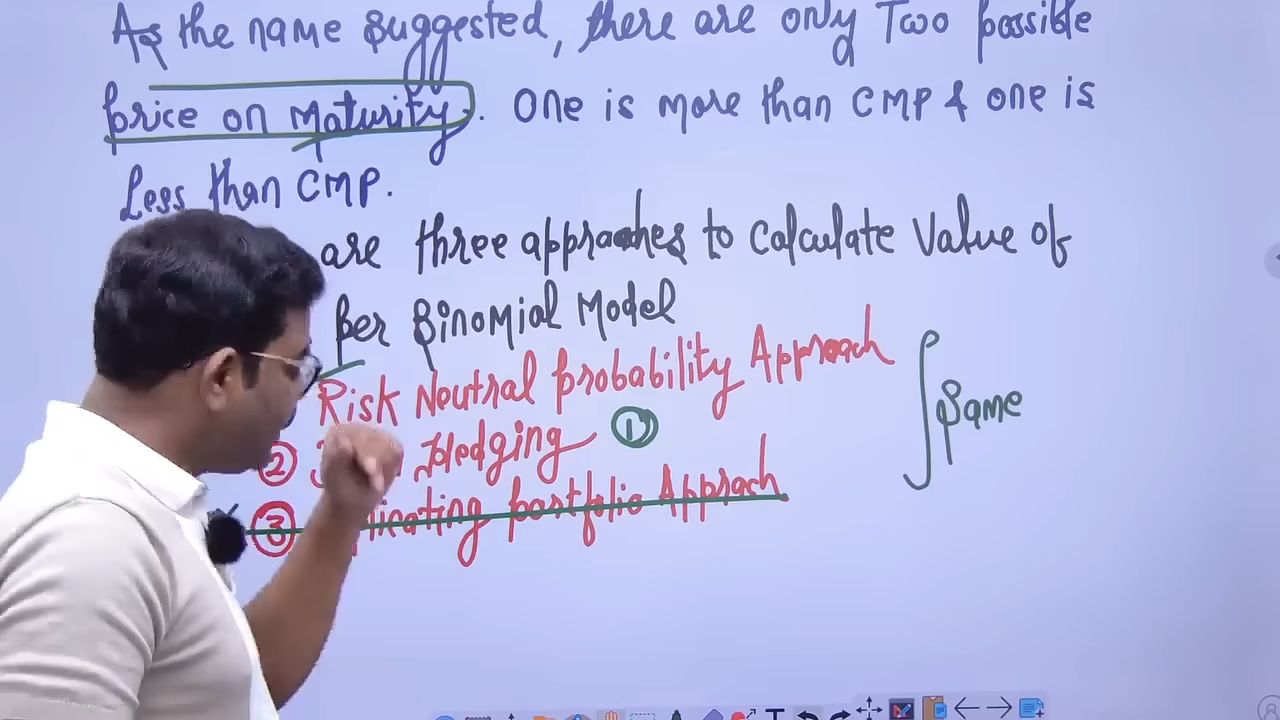 As the name suggested, there are only Two possible
price on maturity. One is more than CMP & one is
Less than CMP.
are three approaches to calculate Value of
per Binomial Model
Risk Neutral probability Approach
② Hedging ①
③ portfolio Apprach
Same